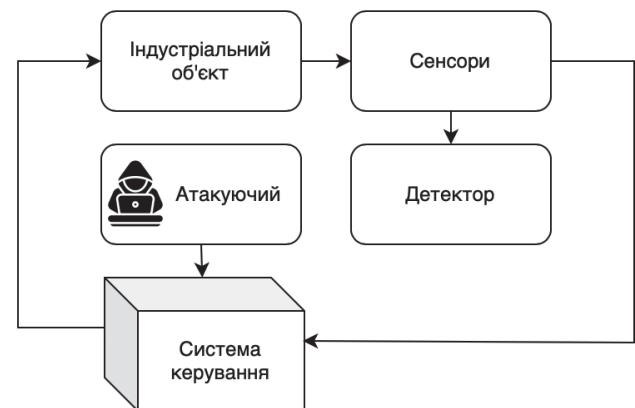 Індустріальний
об'єкт
Сенсори
Атакуючий
Детектор
Система
керування